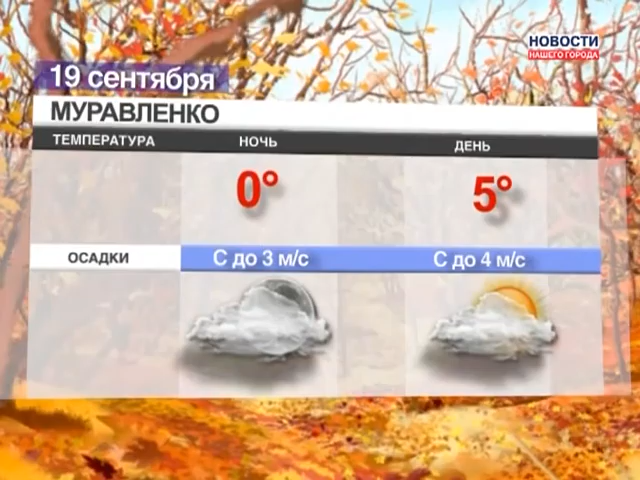 НОВОСТИ
НАШЕГО ГОРОДА
19 сентября
МУРАВЛЕНКО
ТЕМПЕРАТУРА НОЧЬ ДЕНЬ
0° 5°
ОСАДКИ С до 3 м/с С до 4 м/с